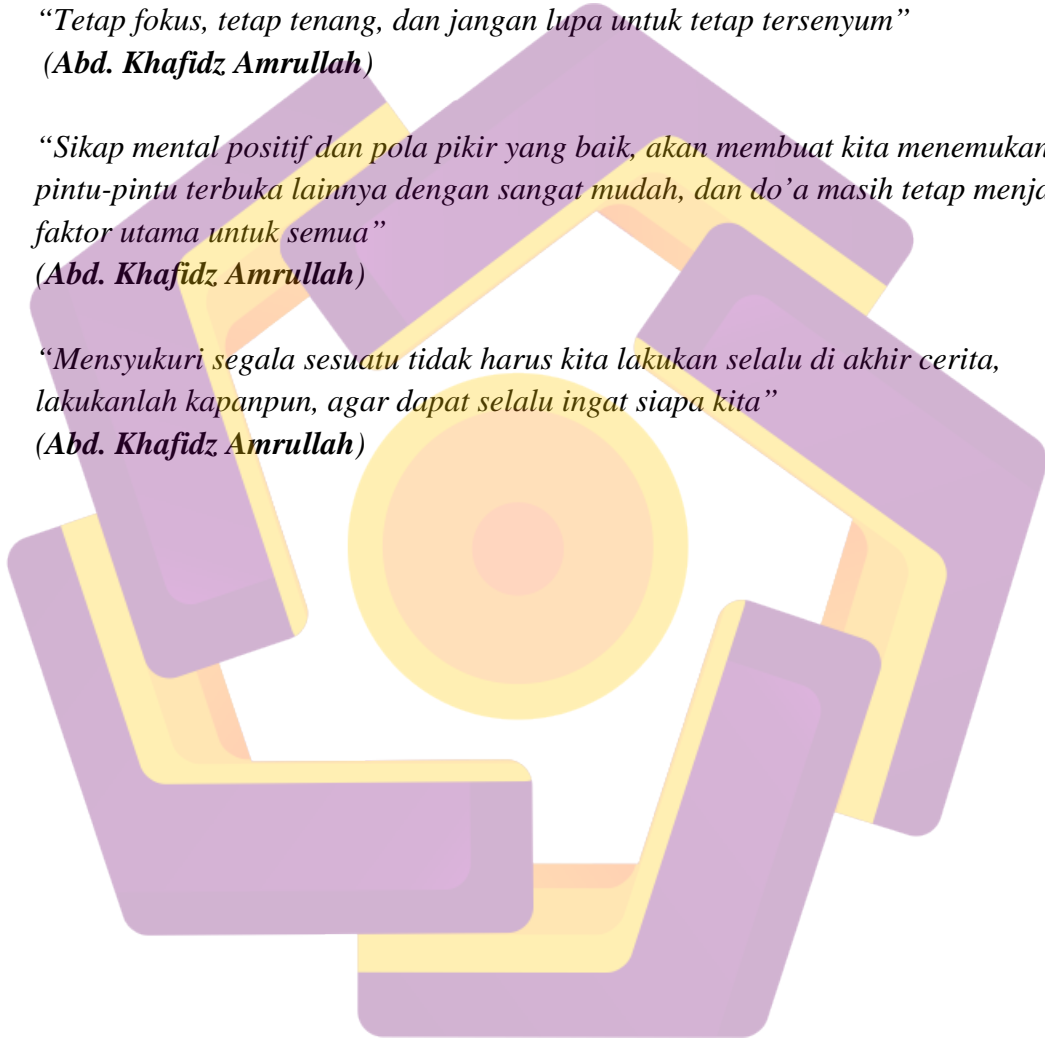 “Tetap fokus, tetap tenang, dan jangan lupa untuk tetap tersenyum”
(Abd. Khafidz Amrullah)
“Sikap mental positif dan pola pikir yang baik, akan membuat kita menemukan
pintu-pintu terbuka lainnya dengan sangat mudah, dan do’a masih tetap
faktor utama untuk semua”
(Abd. Khafidz Amrullah)
“Mensyukuri segala sesuatu tidak harus kita lakukan selalu di akhir cerita,
lakukanlah kapanpun, agar dapat selalu ingat siapa kita”
(Abd. Khafidz Amrullah)